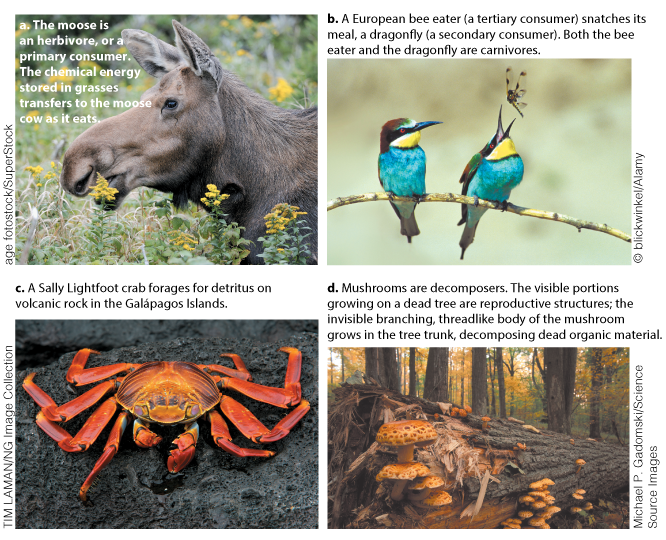 a. The moose is
an herbivore, or a
primary consumer.
The chemical energy
stored in grasses
transfers to the moose
cow as it eats.
age fotostock/SuperStock
b. A European bee eater (a tertiary consumer) snatches its
meal, a dragonfly (a secondary consumer). Both the bee
eater and the dragonfly are carnivores.
© blickwinkel/Alamy
c. A Sally Lightfoot crab forages for detritus on
volcanic rock in the Galápagos Islands.
TIM LAMAN/NG Image Collection
d. Mushrooms are decomposers. The visible portions
growing on a dead tree are reproductive structures; the
invisible branching, threadlike body of the mushroom
grows in the tree trunk, decomposing dead organic material.
Michael P. Gadomski/Science
Source Images